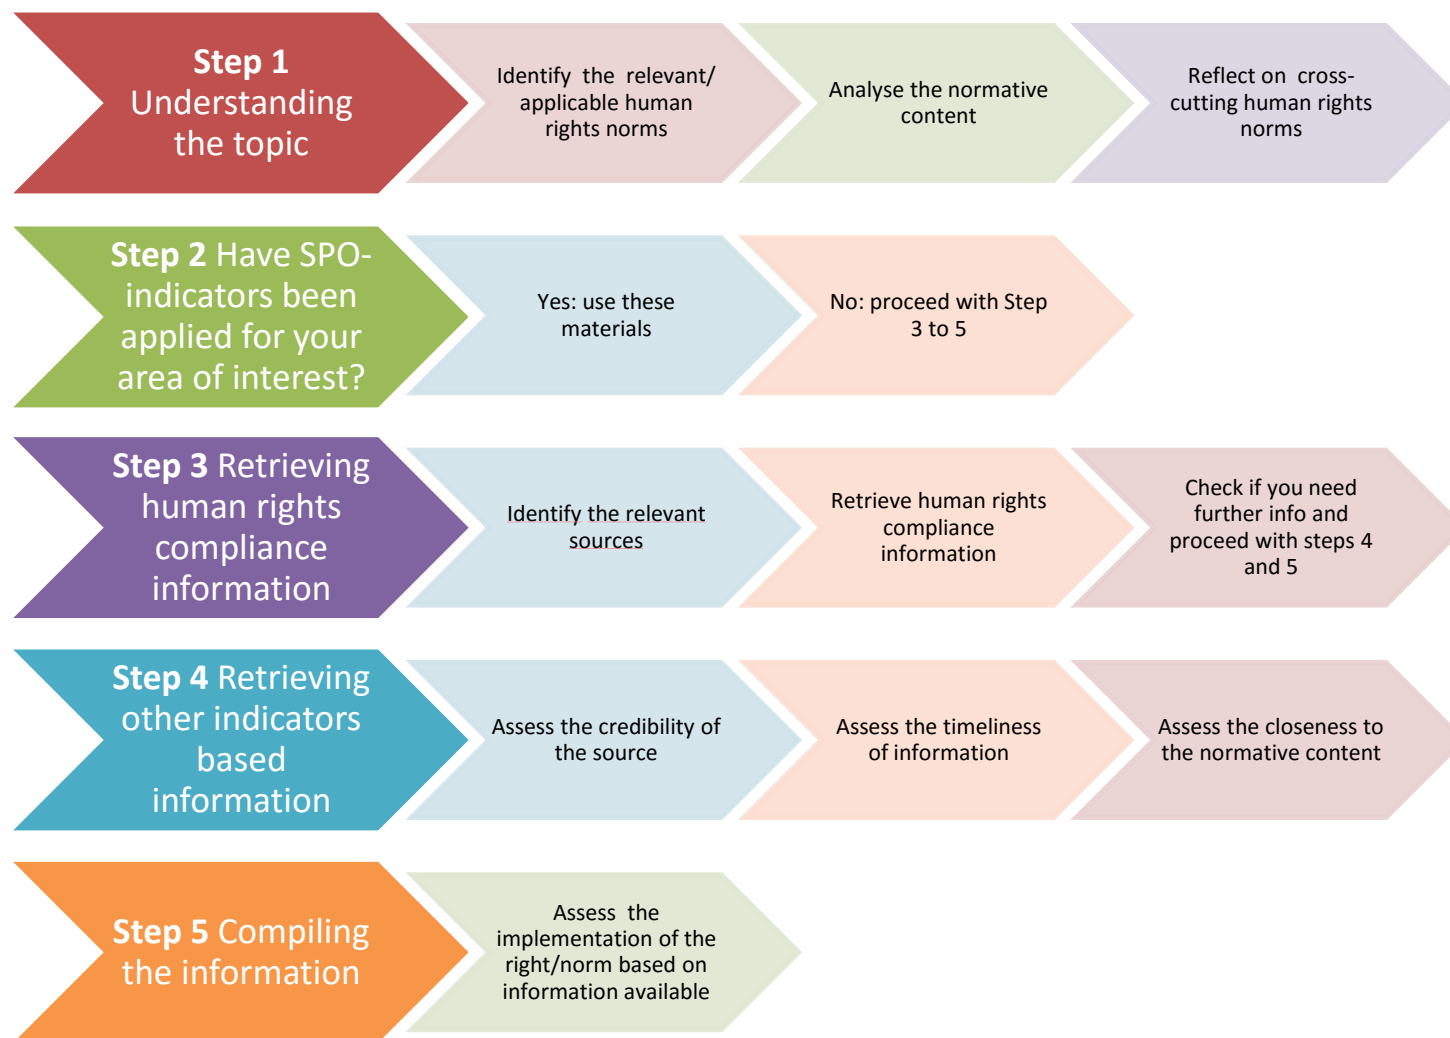 Step 1
Understanding
the topic
Identify the relevant/
applicable human
rights norms
Analyse the normative
content
Reflect on cross-
cutting human rights
norms
Step 2 Have SPO-
indicators been
applied for your
area of interest?
Yes: use these
materials
No: proceed with Step
3 to 5
Step 3 Retrieving
human rights
compliance
information
Identify the relevant
sources
Retrieve human rights
compliance
information
Check if you need
further info and
proceed with steps 4
and 5
Step 4 Retrieving
other indicators
based
information
Assess the credibility of
the source
Assess the timeliness
of information
Assess the closeness to
the normative content
Step 5 Compiling
the information
Assess the
implementation of the
right/norm based on
information available